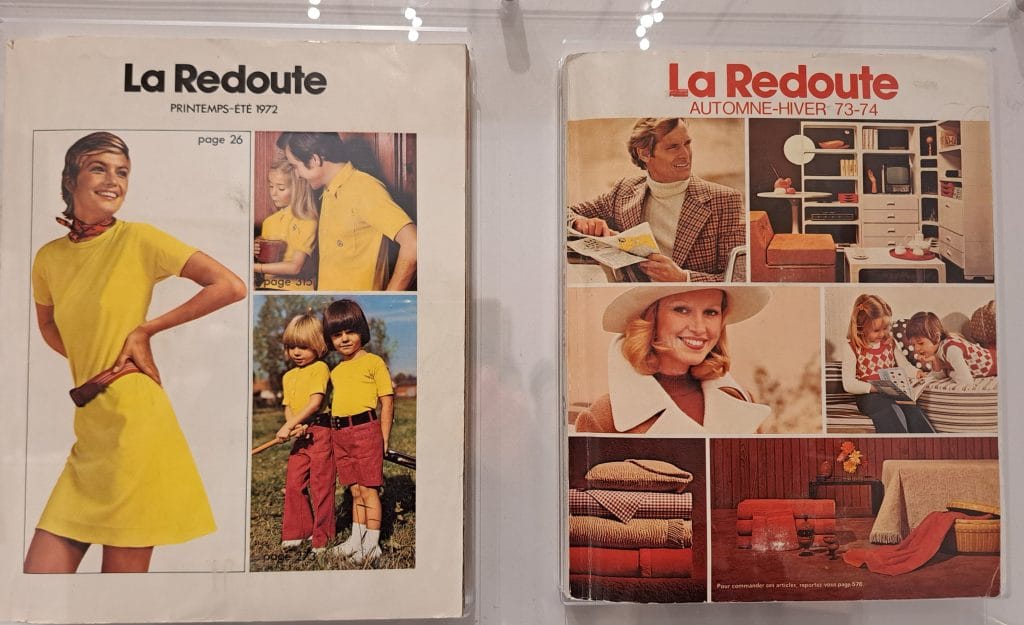 La Redoute
PRINTEMPS-ÉTÉ 1972
page 26
page 315
page
La Redoute
AUTOMNE-HIVER 73-74
Pour commander ces articles, reportez vous page 576